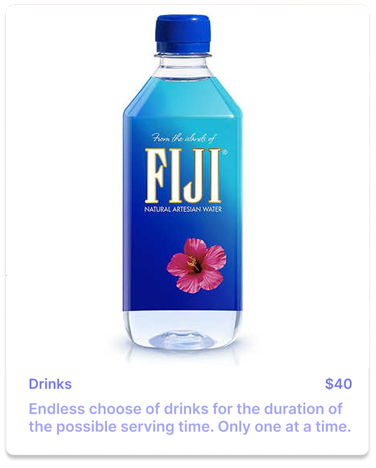 From the islands of
FIJI®
NATURAL ARTESIAN WATER
Drinks $40
Endless choose of drinks for the duration of
the possible serving time. Only one at a time.